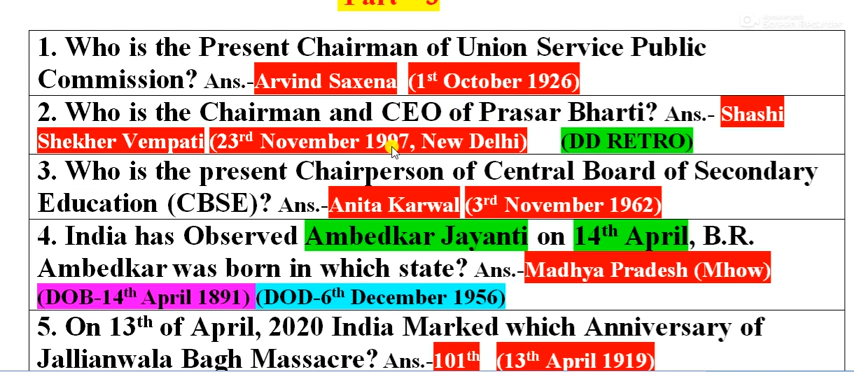 Part - 3
1. Who is the Present Chairman of Union Service Public
Commission? Ans.-Arvind Saxena (1st October 1926)
2. Who is the Chairman and CEO of Prasar Bharti? Ans.- Shashi
Shekher Vempati (23rd November 1997, New Delhi) (DD RETRO)
3. Who is the present Chairperson of Central Board of Secondary
Education (CBSE)? Ans.-Anita Karwal (3rd November 1962)
4. India has Observed Ambedkar Jayanti on 14th April, B.R.
Ambedkar was born in which state? Ans.-Madhya Pradesh (Mhow)
(DOB-14th April 1891) (DOD-6th December 1956)
5. On 13th of April, 2020 India Marked which Anniversary of
Jallianwala Bagh Massacre? Ans.-101th (13th April 1919)